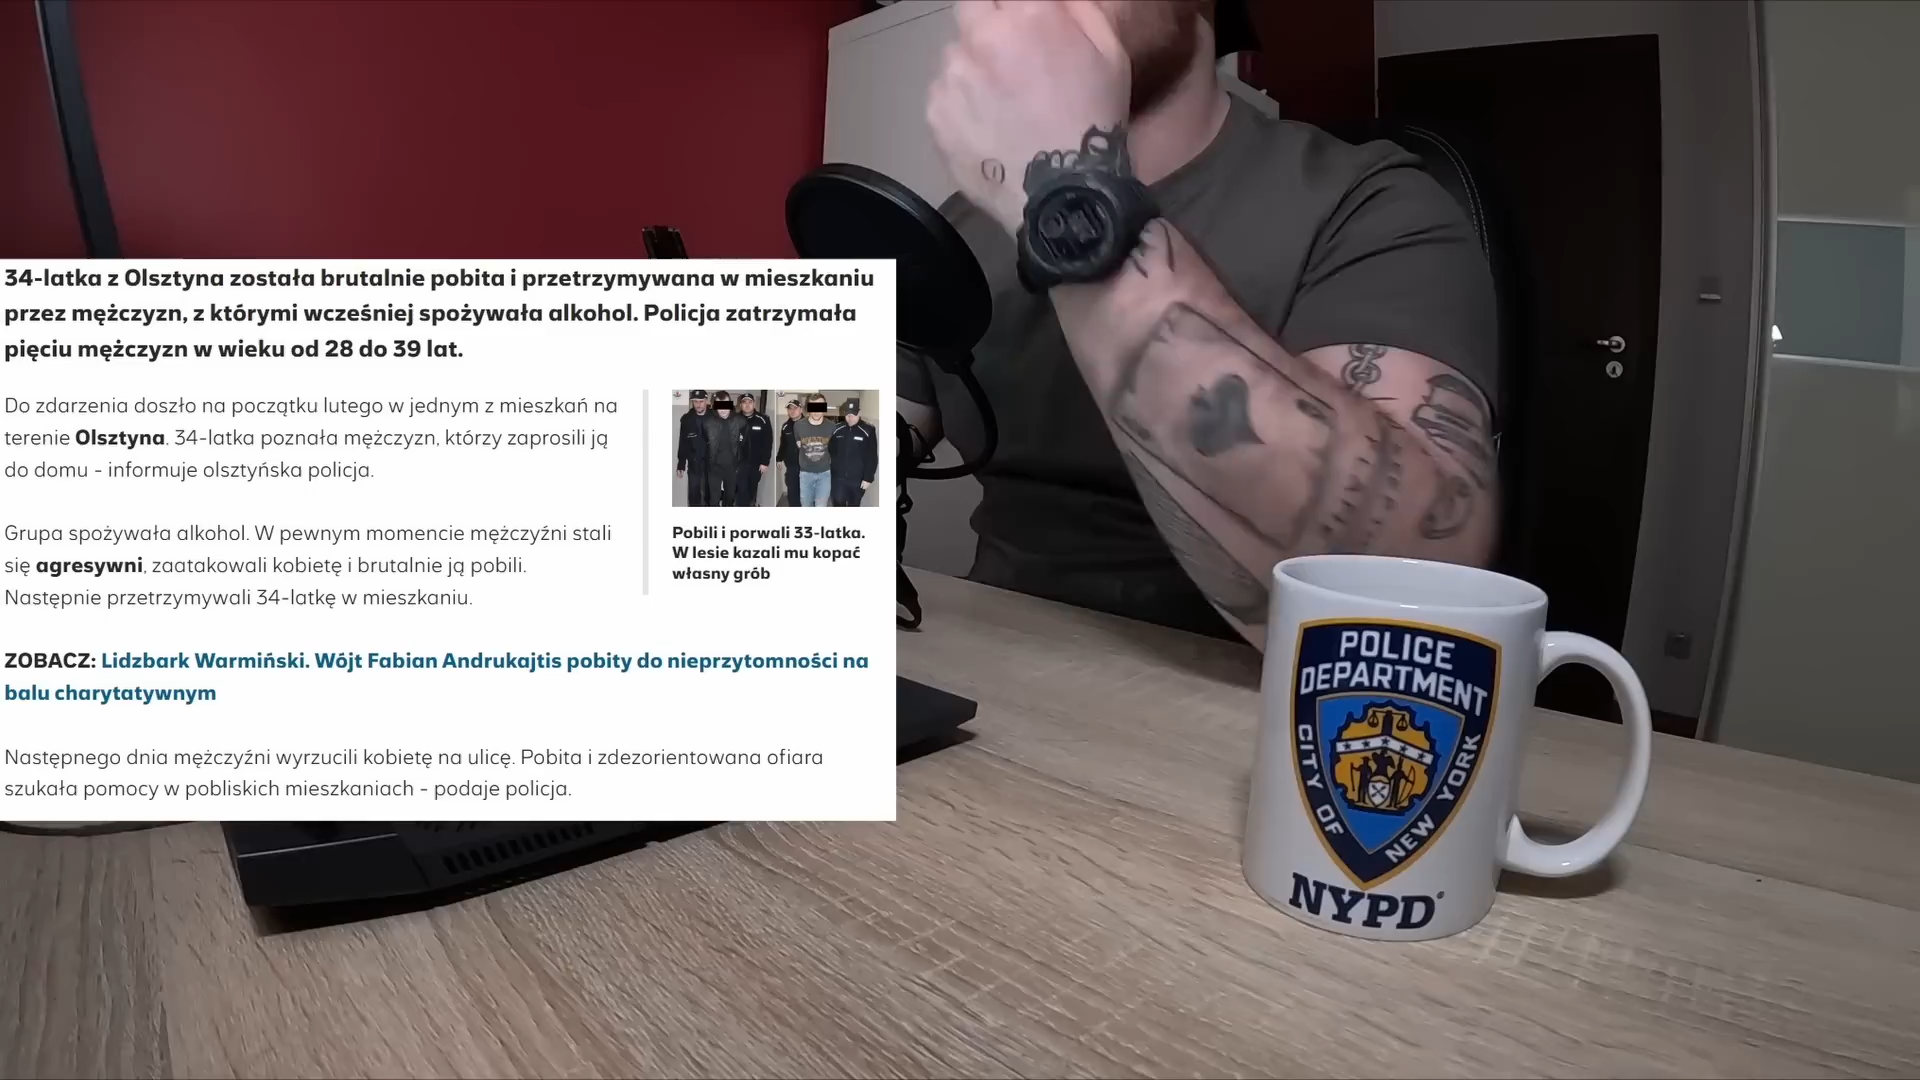 34-latka z Olsztyna została brutalnie pobita i przetrzymywana w mieszkaniu
przez mężczyzn, z którymi wcześniej spożywała alkohol. Policja zatrzymała
pięciu mężczyzn w wieku od 28 do 39 lat.
Do zdarzenia doszło na początku lutego w jednym z mieszkań na
terenie Olsztyna. 34-latka poznała mężczyzn, którzy zaprosili ją
do domu - informuje olsztyńska policja.
Grupa spożywała alkohol. W pewnym momencie mężczyźni stali
się agresywni, zaatakowali kobietę i brutalnie ją pobili.
Następnie przetrzymywali 34-latkę w mieszkaniu.
Pobili i porwali 33-latka.
W lesie kazali mu kopać
własny grób
ZOBACZ: Lidzbark Warmiński. Wójt Fabian Andrukajtis pobity do nieprzytomności na
balu charytatywnym
Następnego dnia mężczyźni wyrzucili kobietę na ulicę. Pobita i zdezorientowana ofiara
szukała pomocy w pobliskich mieszkaniach - podaje policja.
POLICE
DEPARTMENT
CITY OF
NEW YORK
NYPD